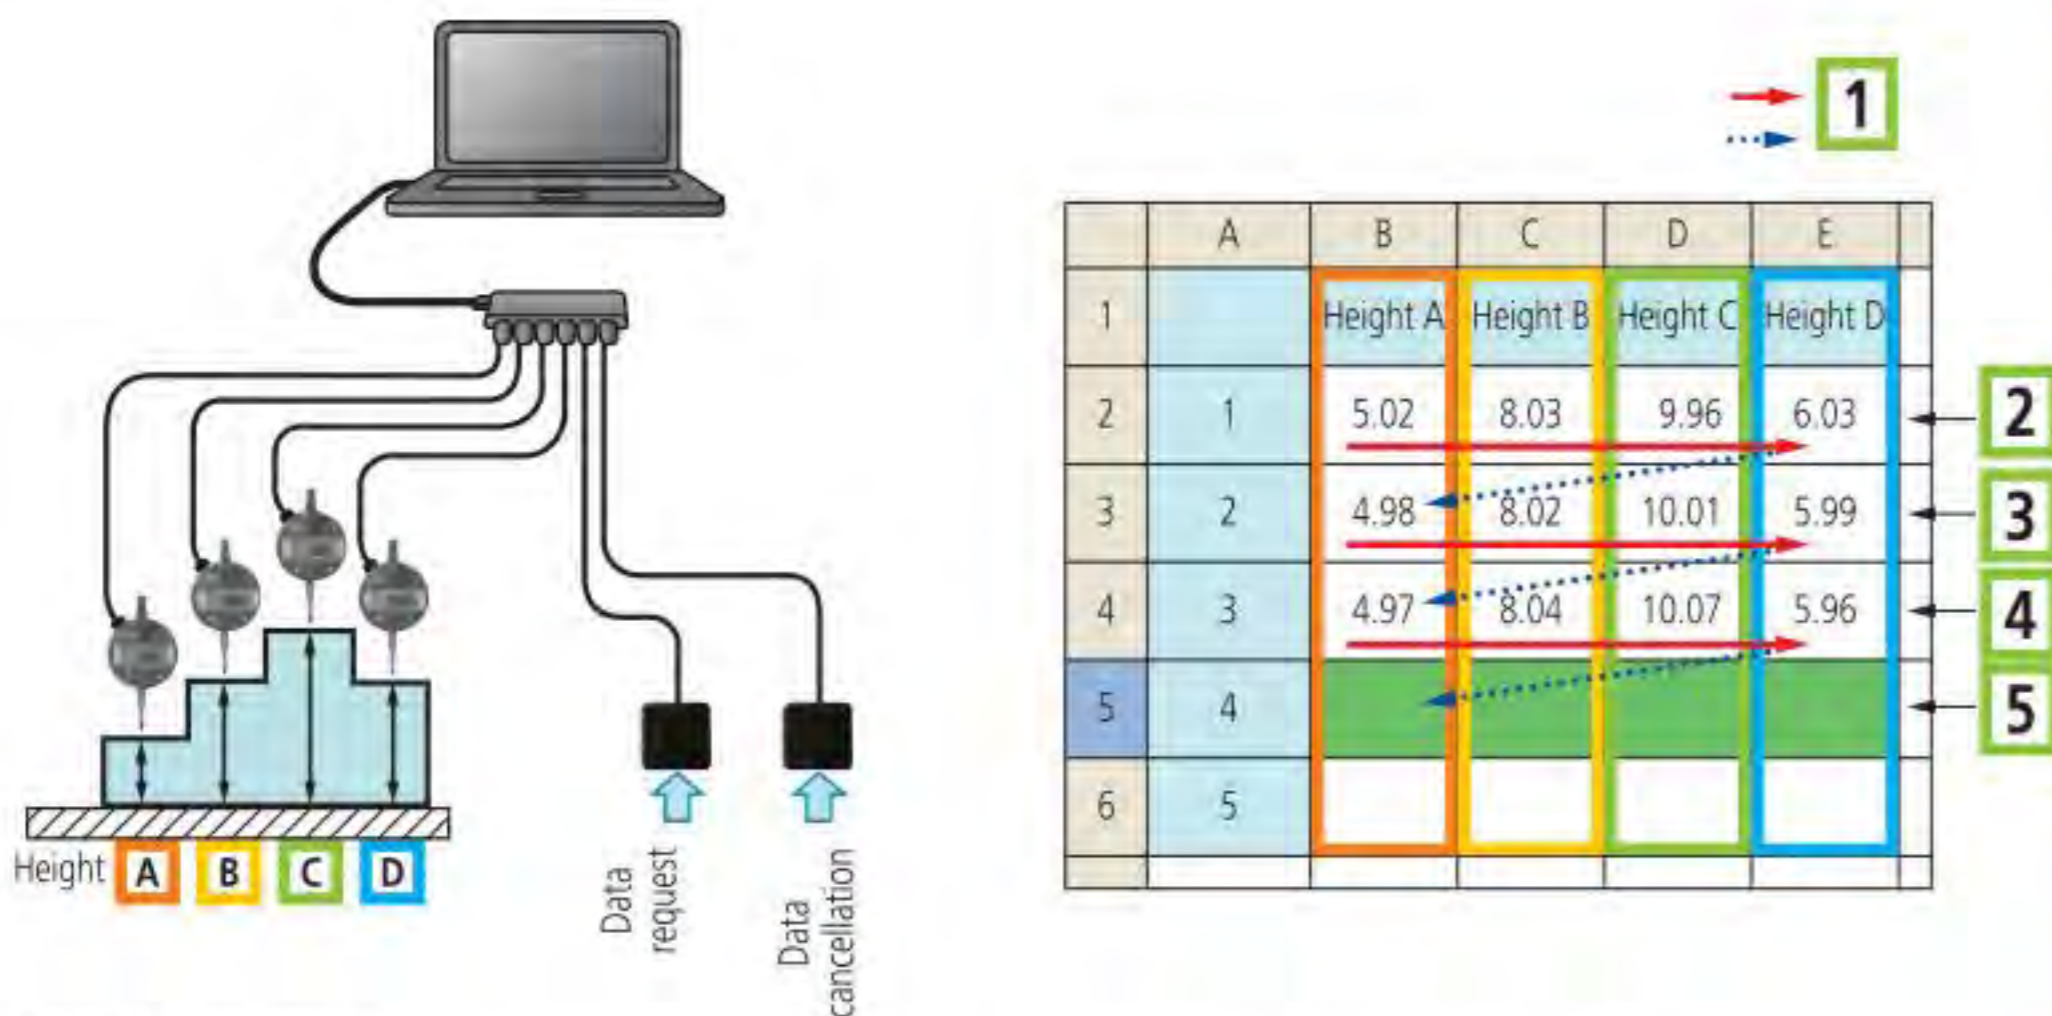 Height A B C D
Data
request
Data
cancellation
1
A B C D E
1 Height A Height B Height C Height D
2 1 5.02 8.03 9.96 6.03 2
3 2 4.98 8.02 10.01 5.99 3
4 3 4.97 8.04 10.07 5.96 4
5 4 5
6 5